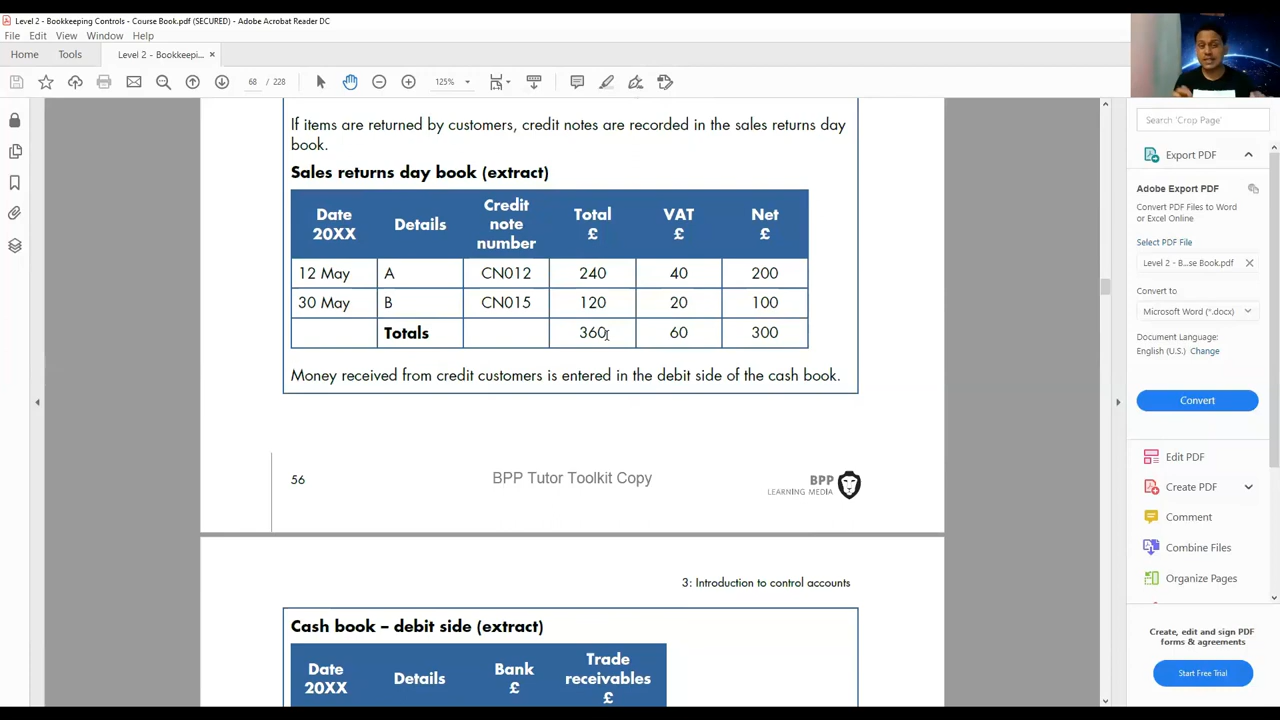 Level 2 - Bookkeeping Controls - Course Book.pdf (SECURED) - Adobe Acrobat Reader DC
File Edit View Window Help
Home Tools Level 2 - Bookkeepi... ×
68 / 228 125%
If items are returned by customers, credit notes are recorded in the sales returns day
book.
Sales returns day book (extract)
Date 20XX Details Credit note number Total £ VAT £ Net £
12 May A CN012 240 40 200
30 May B CN015 120 20 100
Totals 360 60 300
Money received from credit customers is entered in the debit side of the cash book.
56 BPP Tutor Toolkit Copy BPP
LEARNING MEDIA
3: Introduction to control accounts
Cash book – debit side (extract)
Date 20XX Details Bank £ Trade receivables £
Search 'Crop Page'
Export PDF
Adobe Export PDF
Convert PDF Files to Word
or Excel Online
Select PDF File
Level 2 - B...se Book.pdf ×
Convert to
Microsoft Word (*.docx)
Document Language:
English (U.S.) Change
Convert
Edit PDF
Create PDF
Comment
Combine Files
Organize Pages
Create, edit and sign PDF
forms & agreements
Start Free Trial